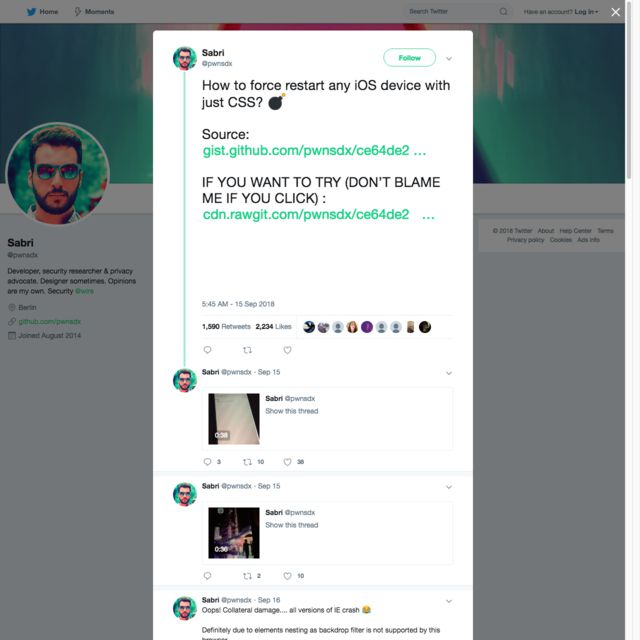 Home
Moments
Search Twitter
Have an account? Log in
Sabri
@pwnsdx
Follow
How to force restart any iOS device with
just CSS? 💣
Source:
gist.github.com/pwnsdx/ce64de2 …
IF YOU WANT TO TRY (DON'T BLAME
ME IF YOU CLICK) :
cdn.rawgit.com/pwnsdx/ce64de2 …
5:45 AM - 15 Sep 2018
1,590 Retweets 2,234 Likes
Sabri @pwnsdx · Sep 15
Sabri @pwnsdx
Show this thread
0:38
3 10 38
Sabri @pwnsdx · Sep 15
Sabri @pwnsdx
Show this thread
0:36
2 10
Sabri @pwnsdx · Sep 16
Oops! Collateral damage.... all versions of IE crash 😂
Definitely due to elements nesting as backdrop filter is not supported by this
browser
Sabri
@pwnsdx
Developer, security researcher & privacy
advocate. Designer sometimes. Opinions
are my own. Security @wire
Berlin
github.com/pwnsdx
Joined August 2014
© 2018 Twitter About Help Center Terms
Privacy policy Cookies Ads info